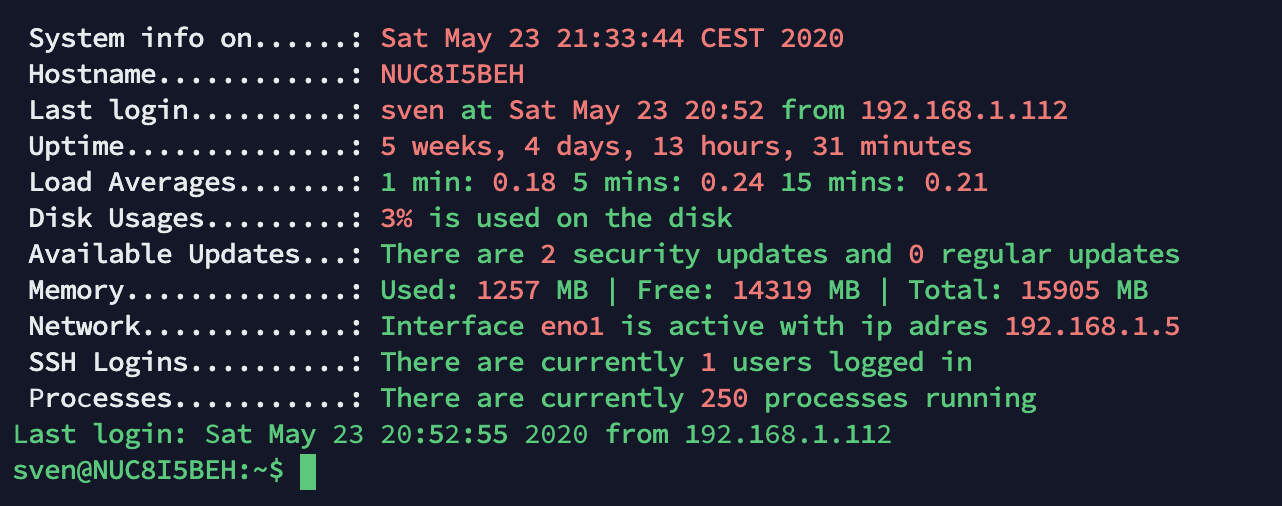 System info on......: Sat May 23 21:33:44 CEST 2020
Hostname............: NUC8I5BEH
Last login..........: sven at Sat May 23 20:52 from 192.168.1.112
Uptime..............: 5 weeks, 4 days, 13 hours, 31 minutes
Load Averages.......: 1 min: 0.18 5 mins: 0.24 15 mins: 0.21
Disk Usages.........: 3% is used on the disk
Available Updates...: There are 2 security updates and 0 regular updates
Memory..............: Used: 1257 MB | Free: 14319 MB | Total: 15905 MB
Network.............: Interface eno1 is active with ip adres 192.168.1.5
SSH Logins..........: There are currently 1 users logged in
Processes...........: There are currently 250 processes running
Last login: Sat May 23 20:52:55 2020 from 192.168.1.112
sven@NUC8I5BEH:~$